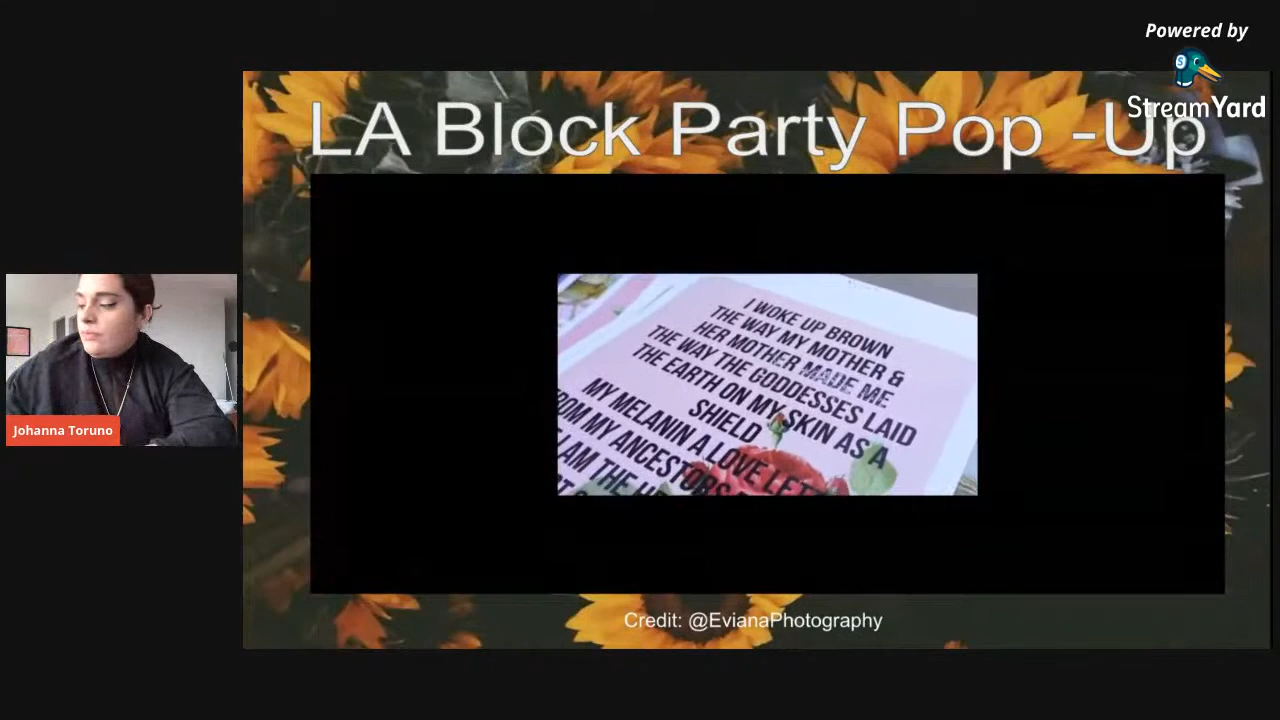 Powered by
StreamYard
LA Block Party Pop -Up
I WOKE UP BROWN
THE WAY MY MOTHER &
HER MOTHER MADE ME
THE WAY THE GODDESSES LAID
THE EARTH ON MY SKIN AS A
SHIELD
MY MELANIN A LOVE
MY ANCESTORS
I AM THE
Johanna Toruno
Credit: @EvianaPhotography